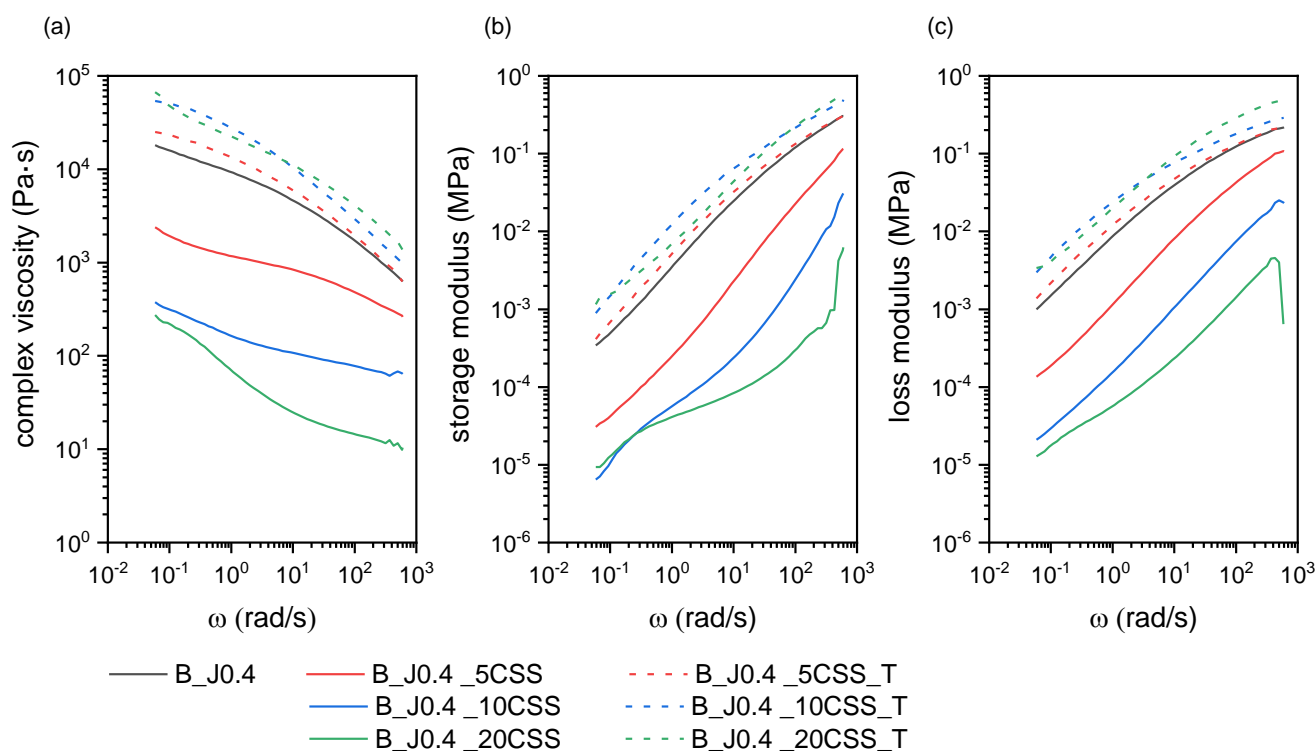 (a) (b) (c)
complex viscosity (Pa·s)
10^5
10^4
10^3
10^2
10^1
10^0
10^-2 10^-1 10^0 10^1 10^2 10^3
ω (rad/s)
storage modulus (MPa)
10^0
10^-1
10^-2
10^-3
10^-4
10^-5
10^-6
10^-2 10^-1 10^0 10^1 10^2 10^3
ω (rad/s)
loss modulus (MPa)
10^0
10^-1
10^-2
10^-3
10^-4
10^-5
10^-6
10^-2 10^-1 10^0 10^1 10^2 10^3
ω (rad/s)
B_J0.4 B_J0.4 _5CSS B_J0.4 _5CSS_T
B_J0.4 _10CSS B_J0.4 _10CSS_T
B_J0.4 _20CSS B_J0.4 _20CSS_T